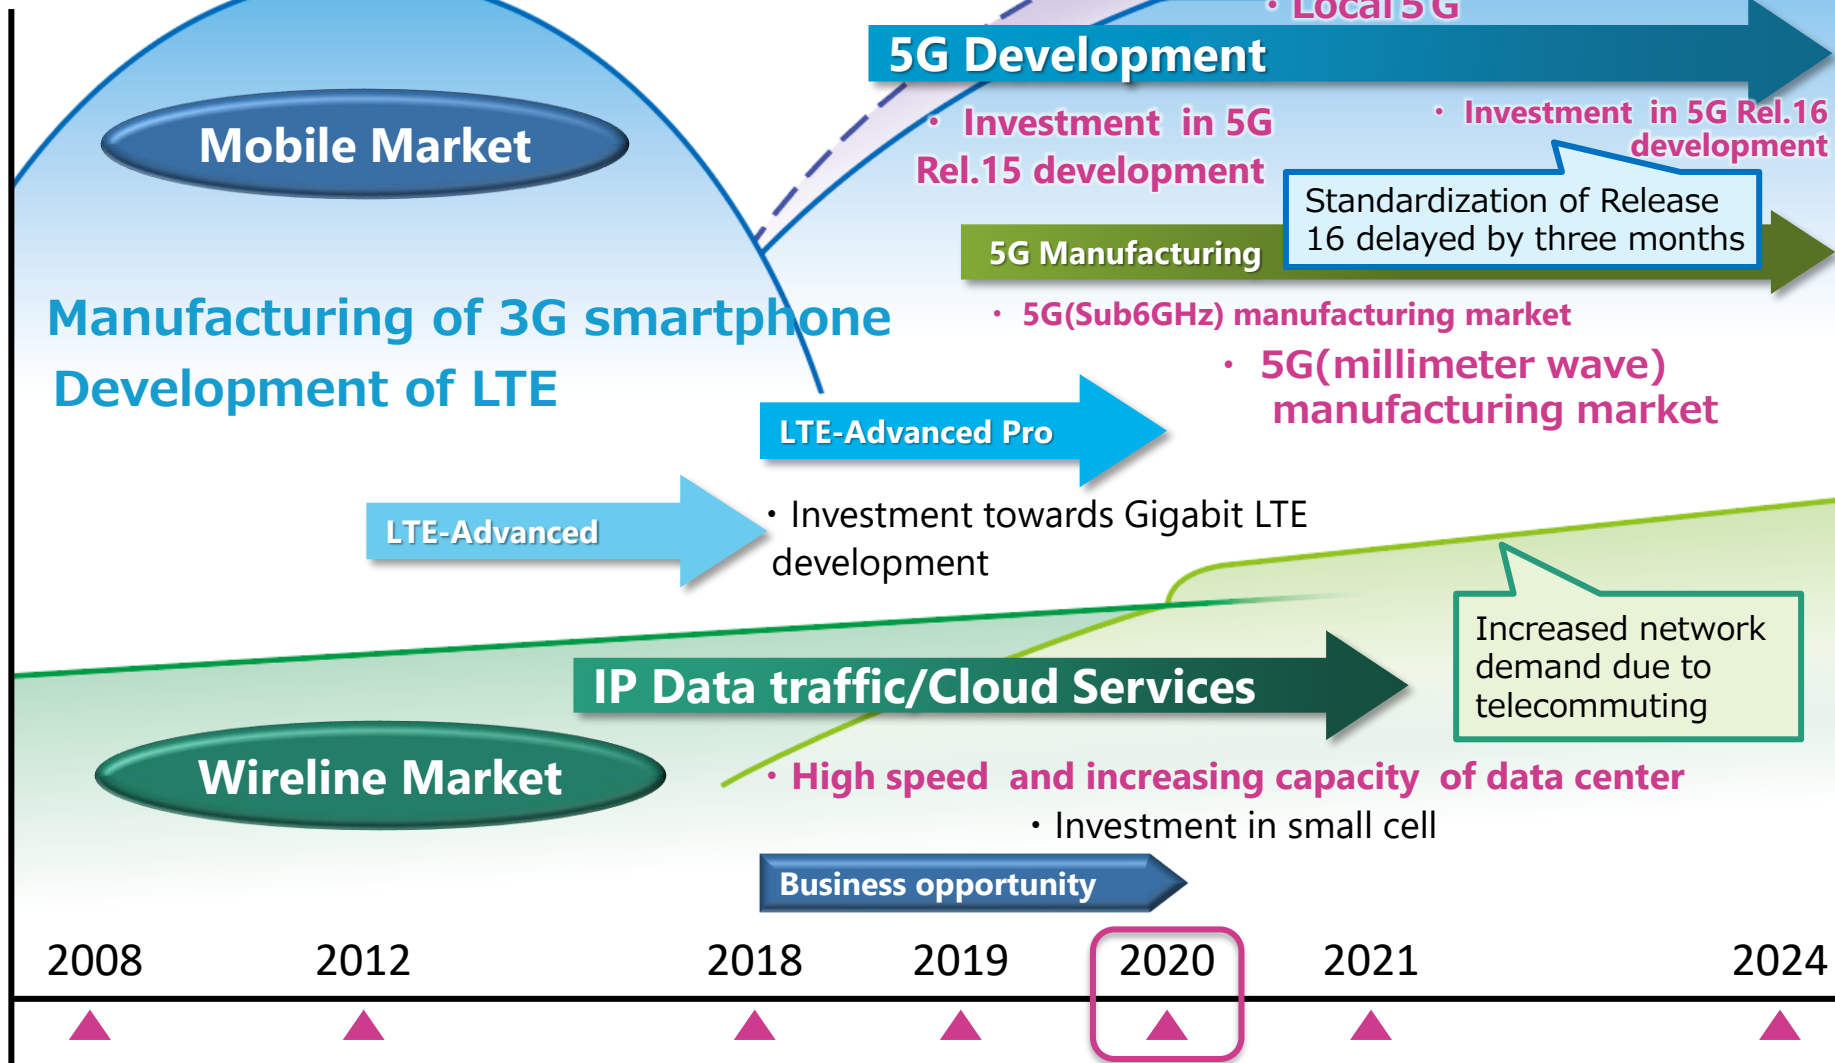 ・Local 5G
5G Development
Mobile Market
・ Investment in 5G
Rel.15 development
・ Investment in 5G Rel.16
development
Standardization of Release
16 delayed by three months
5G Manufacturing
Manufacturing of 3G smartphone
Development of LTE
・ 5G(Sub6GHz) manufacturing market
・ 5G(millimeter wave)
manufacturing market
LTE-Advanced Pro
LTE-Advanced
・Investment towards Gigabit LTE
development
Increased network
demand due to
telecommuting
IP Data traffic/Cloud Services
Wireline Market
・High speed and increasing capacity of data center
・Investment in small cell
Business opportunity
2008 2012 2018 2019 2020 2021 2024